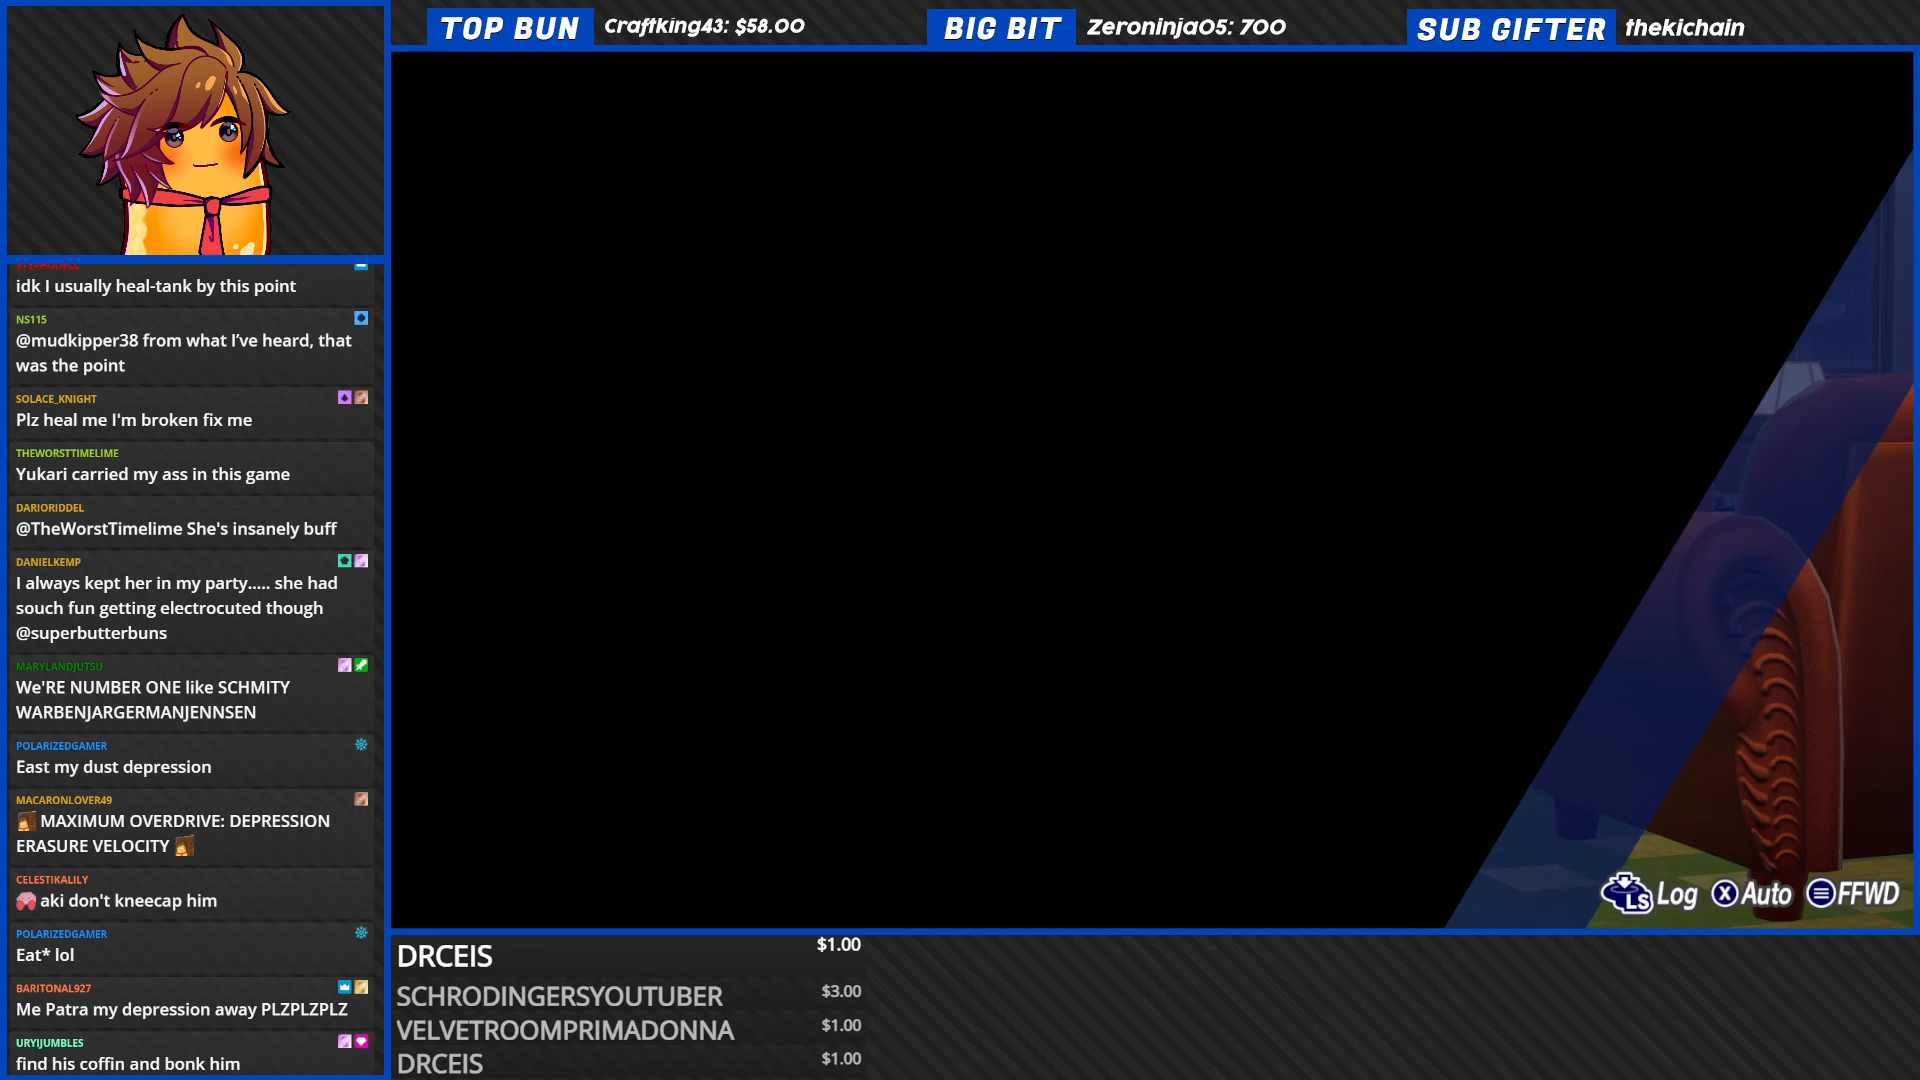 TOP BUN Craftking43: $58.00 BIG BIT Zeroninja05: 700 SUB GIFTER thekichain
idk I usually heal-tank by this point
NS115
@mudkipper38 from what I’ve heard, that
was the point
SOLACE_KNIGHT
Plz heal me I'm broken fix me
THEWORSTTIMELIME
Yukari carried my ass in this game
DARIORIDDEL
@TheWorstTimelime She's insanely buff
DANIELKEMP
I always kept her in my party..... she had
souch fun getting electrocuted though
@superbutterbuns
MARYLANDJUTSU
We'RE NUMBER ONE like SCHMITY
WARBENJARGERMANJENNSEN
POLARIZEDGAMER
East my dust depression
MACARONLOVER49
MAXIMUM OVERDRIVE: DEPRESSION
ERASURE VELOCITY
CELESTIKALILY
aki don't kneecap him
POLARIZEDGAMER
Eat* lol
BARITONAL927
Me Patra my depression away PLZPLZPLZ
URYIJUMBLES
find his coffin and bonk him
LS Log X Auto FFWD
DRCEIS $1.00
SCHRODINGERSYOUTUBER $3.00
VELVETROOMPRIMADONNA $1.00
DRCEIS $1.00